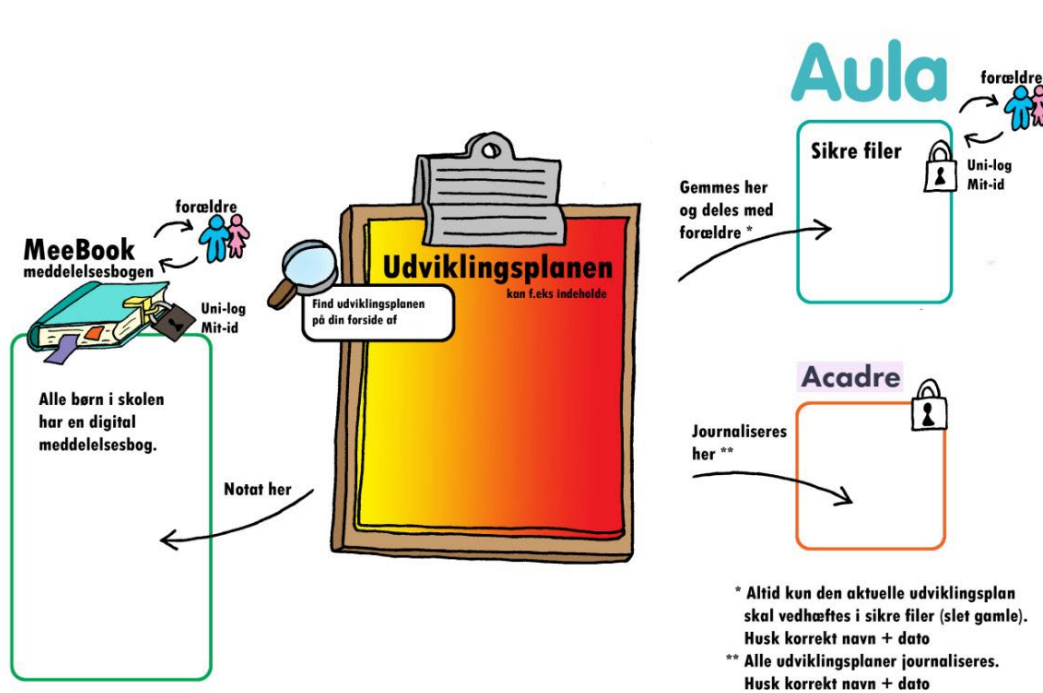 MeeBook
meddelelsesbogen
forældre
Uni-log
Mit-id
Alle børn i skolen
har en digital
meddelelsesbog.
Notat her
Udviklingsplanen
kan f.eks indeholde
Find udviklingsplanen
på din forside af
Gemmes her
og deles med
forældre *
Aula
forældre
Sikre filer
Uni-log
Mit-id
Acadre
Journaliseres
her **
* Altid kun den aktuelle udviklingsplan
skal vedhæftes i sikre filer (slet gamle).
Husk korrekt navn + dato
** Alle udviklingsplaner journaliseres.
Husk korrekt navn + dato